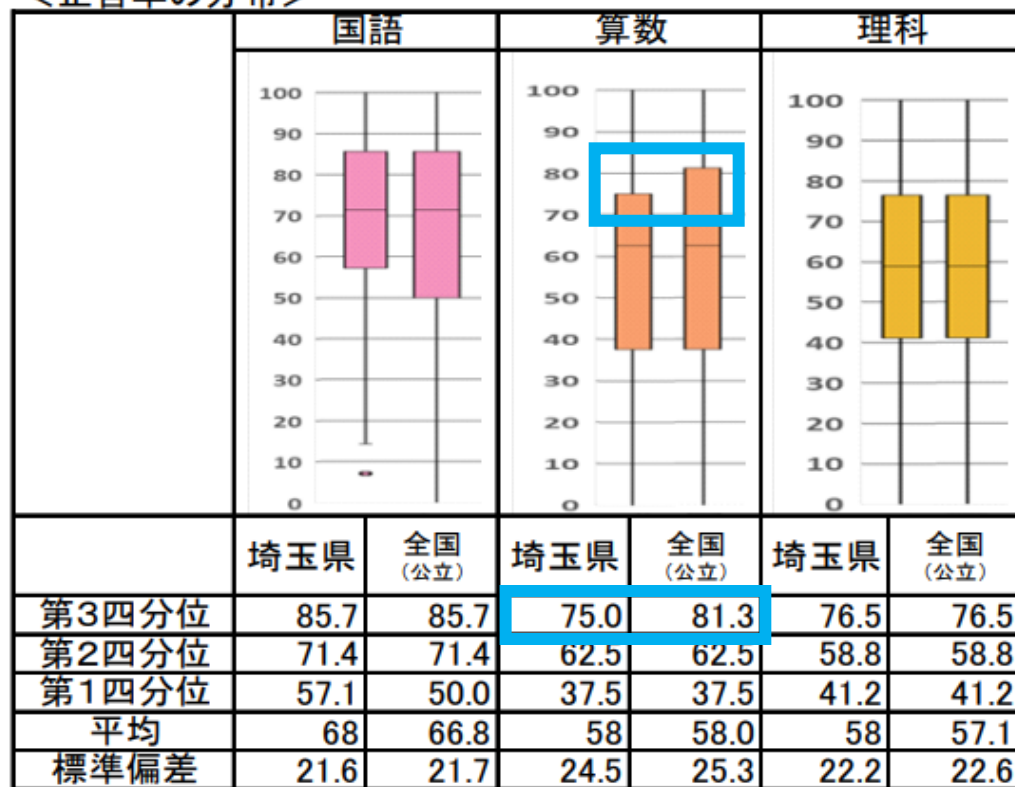 ＜正答率の分布＞
国語 算数 理科
100 100 100
90 90 90
80 80 80
70 70 70
60 60 60
50 50 50
40 40 40
30 30 30
20 20 20
10 10 10
0 0 0
埼玉県 全国（公立） 埼玉県 全国（公立） 埼玉県 全国（公立）
第3四分位 85.7 85.7 75.0 81.3 76.5 76.5
第2四分位 71.4 71.4 62.5 62.5 58.8 58.8
第1四分位 57.1 50.0 37.5 37.5 41.2 41.2
平均 68 66.8 58 58.0 58 57.1
標準偏差 21.6 21.7 24.5 25.3 22.2 22.6